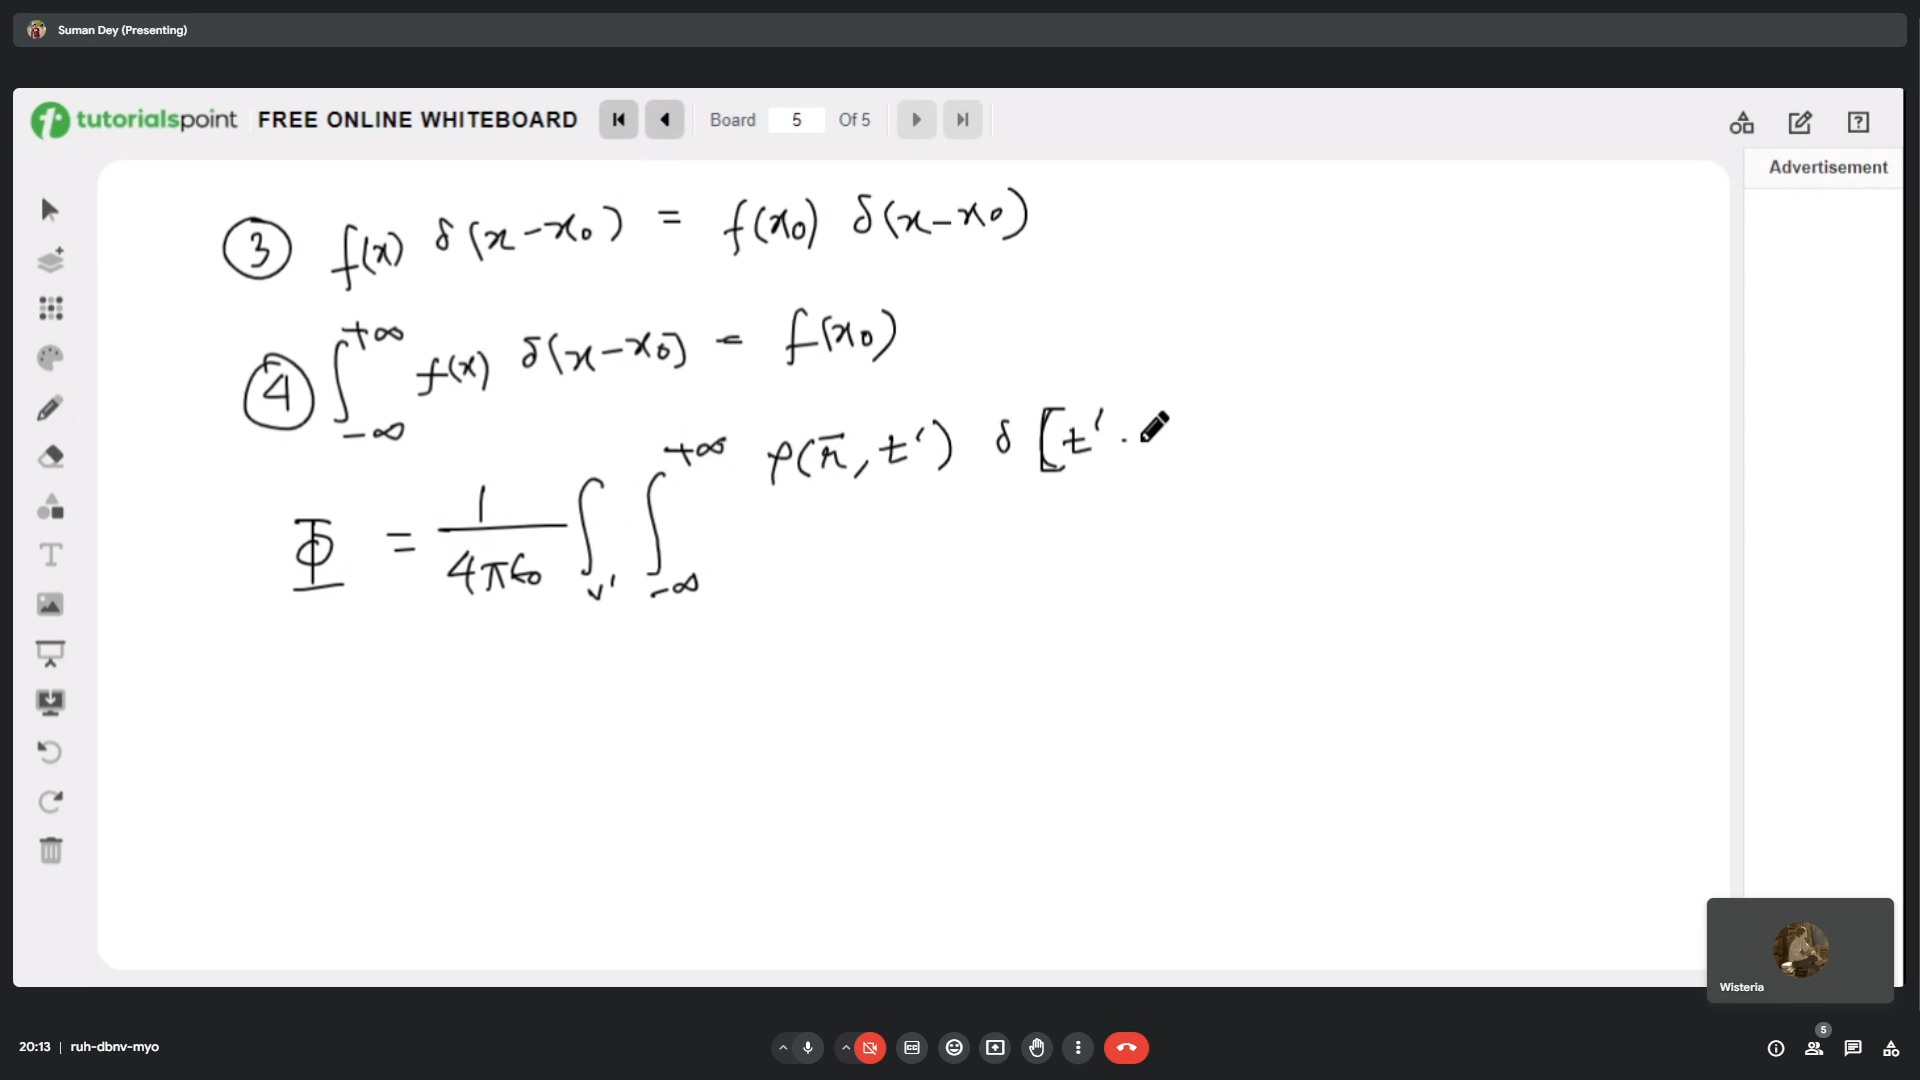 Suman Dey (Presenting)
tutorialspoint FREE ONLINE WHITEBOARD Board 5 Of 5
Advertisement
③ f(x) δ(x-x₀) = f(x₀) δ(x-x₀)
④ ∫_{-∞}^{+∞} f(x) δ(x-x₀) = f(x₀)
Φ = 1/4πϵ₀ ∫_{v'} ∫_{-∞}^{+∞} ρ(r̄, t') δ [t' -
Wisteria
20:13 | ruh-dbnv-myo
5